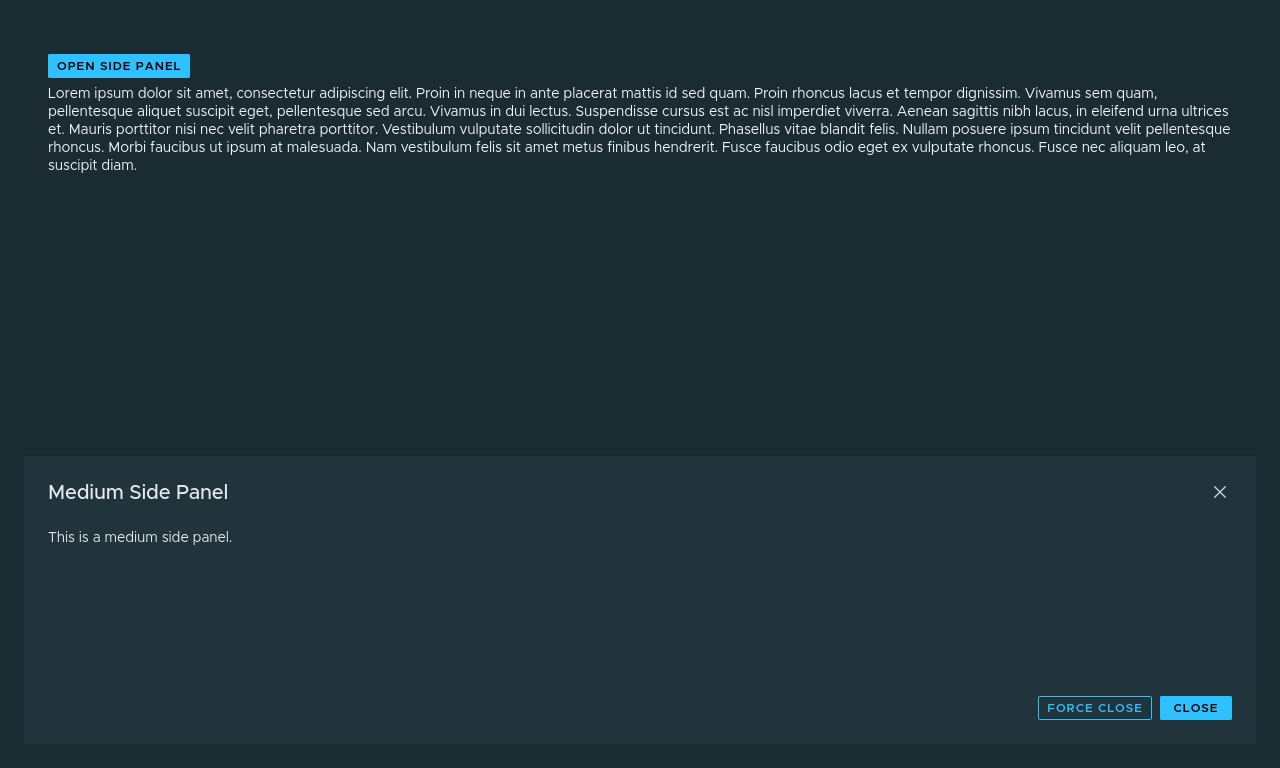 OPEN SIDE PANEL
Lorem ipsum dolor sit amet, consectetur adipiscing elit. Proin in neque in ante placerat mattis id sed quam. Proin rhoncus lacus et tempor dignissim. Vivamus sem quam,
pellentesque aliquet suscipit eget, pellentesque sed arcu. Vivamus in dui lectus. Suspendisse cursus est ac nisl imperdiet viverra. Aenean sagittis nibh lacus, in eleifend urna ultrices
et. Mauris porttitor nisi nec velit pharetra porttitor. Vestibulum vulputate sollicitudin dolor ut tincidunt. Phasellus vitae blandit felis. Nullam posuere ipsum tincidunt velit pellentesque
rhoncus. Morbi faucibus ut ipsum at malesuada. Nam vestibulum felis sit amet metus finibus hendrerit. Fusce faucibus odio eget ex vulputate rhoncus. Fusce nec aliquam leo, at
suscipit diam.
Medium Side Panel
This is a medium side panel.
FORCE CLOSE
CLOSE